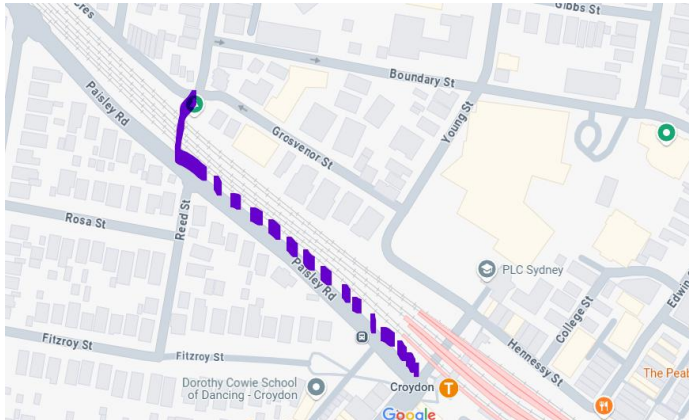 Gibbs St
cres
Boundary St
Paisley Rd
Young St
Grosvenor St
Rosa St
Reed St
PLC Sydney
Paisley Rd
College St
Edwin
Fitzroy St
Fitzroy St
Hennessy St
The Peab
Dorothy Cowie School
of Dancing - Croydon
Croydon
T
Google